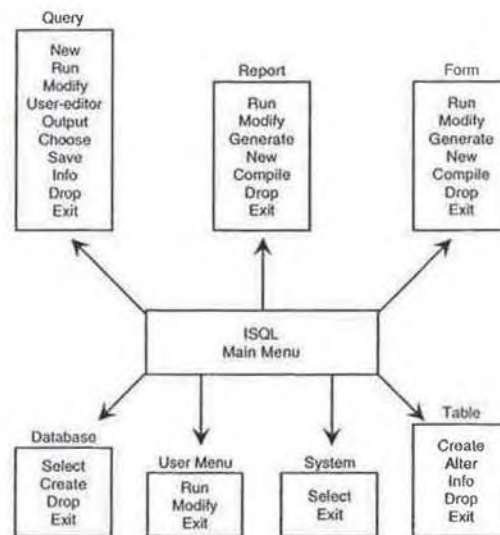 Query
New
Run
Modify
User-editor
Output
Choose
Save
Info
Drop
Exit
Report
Run
Modify
Generate
New
Compile
Drop
Exit
Form
Run
Modify
Generate
New
Compile
Drop
Exit
ISQL
Main Menu
Database
Select
Create
Drop
Exit
User Menu
Run
Modify
Exit
System
Select
Exit
Table
Create
Alter
Info
Drop
Exit